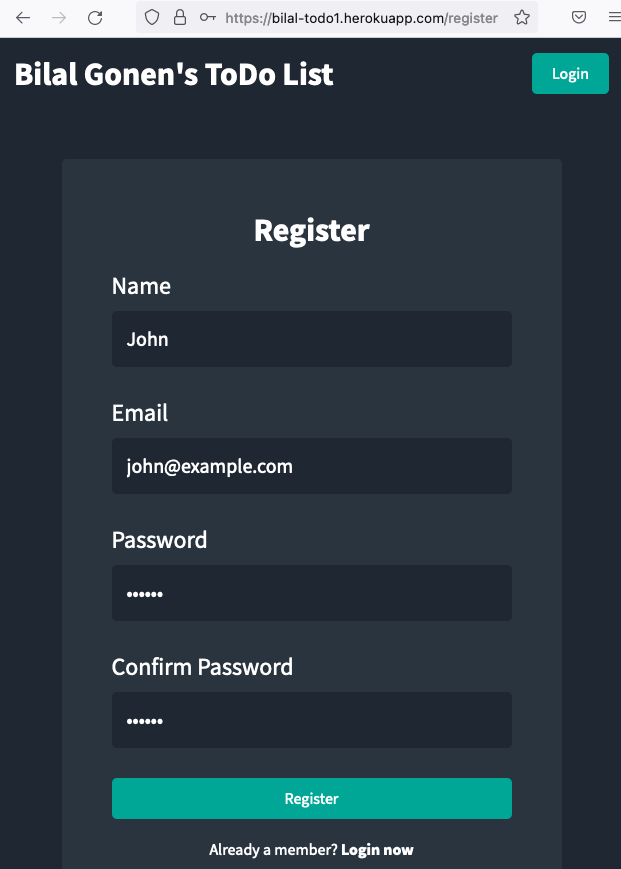 https://bilal-todo1.herokuapp.com/register
Bilal Gonen's ToDo List
Login
Register
Name
John
Email
john@example.com
Password
••••••
Confirm Password
••••••
Register
Already a member? Login now